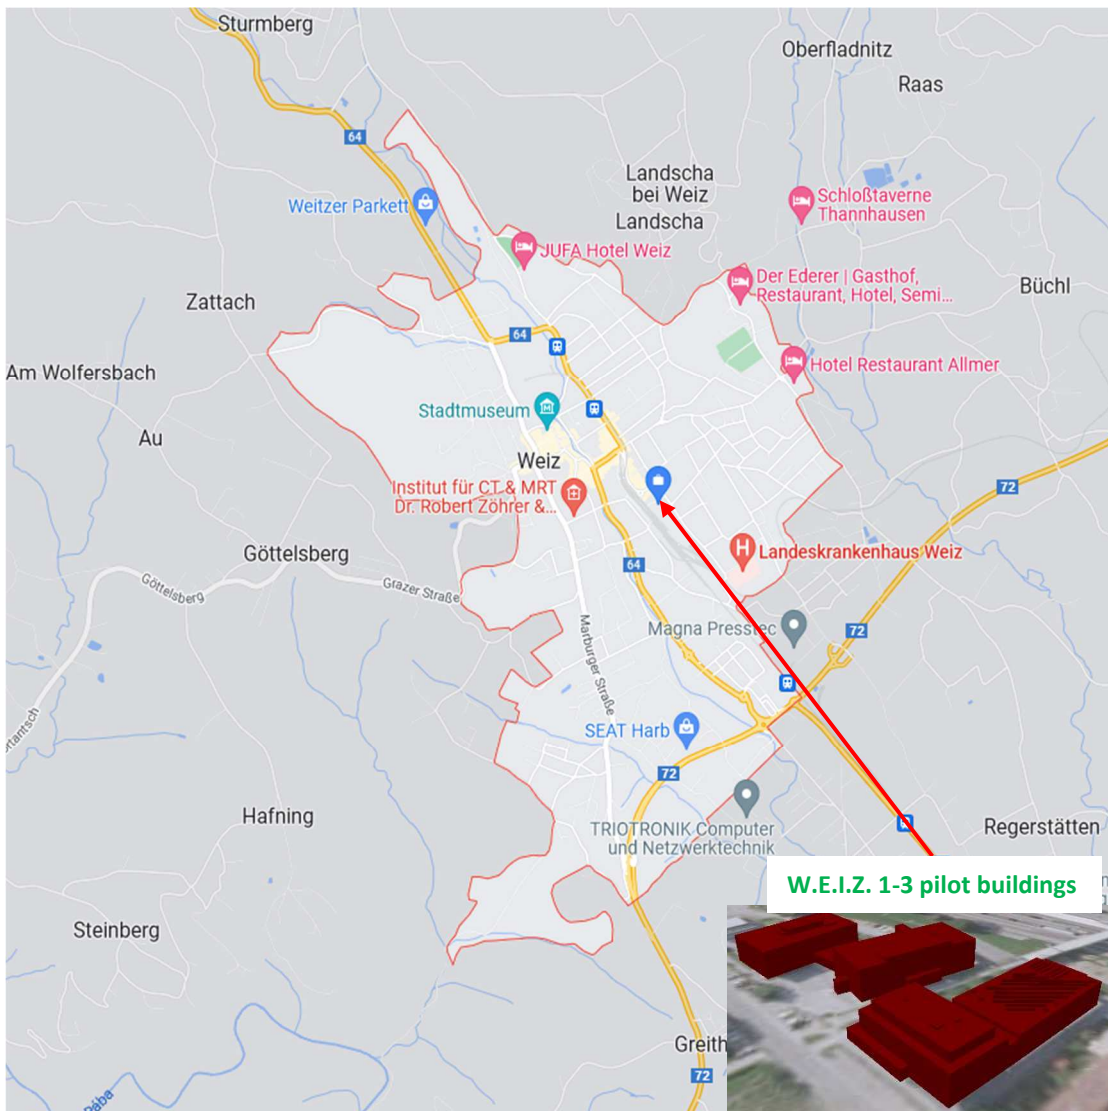 Sturmberg
Oberfladnitz
Raas
64
Landscha
bei Weiz
Landscha
Schloßtaverne
Thannhausen
Weitzer Parkett
JUFA Hotel Weiz
Der Ederer | Gasthof,
Restaurant, Hotel, Semi...
Büchl
Zattach
64
Hotel Restaurant Allmer
Am Wolfersbach
Stadtmuseum
Au
Weiz
Institut für CT & MRT
Dr. Robert Zöhrer &...
72
Göttelsberg
H
Landeskrankenhaus Weiz
64
Göttelsberg
Grazer Straße
Marburger Straße
Magna Presstec
72
SEAT Harb
72
Hafning
TRIOTRONIK Computer
und Netzwerktechnik
Regerstätten
W.E.I.Z. 1-3 pilot buildings
Steinberg
Greith
72
Rába